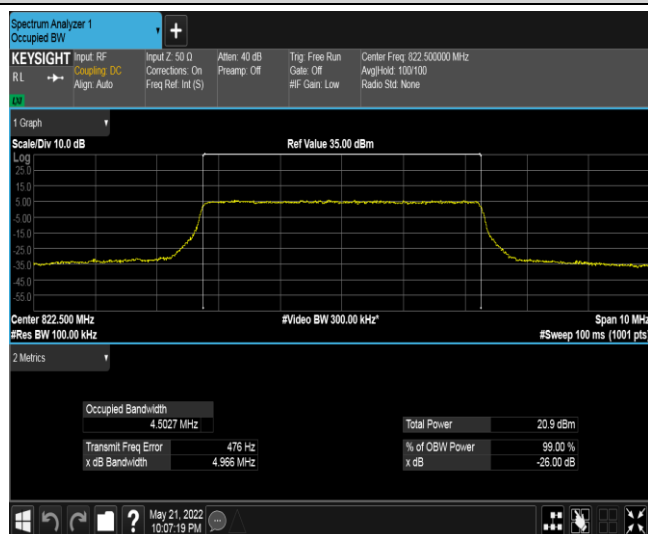 Spectrum Analyzer 1
Occupied BW
+
KEYSIGHT
RL
LXI
Input: RF
Coupling: DC
Align: Auto
Input Z: 50 Ω
Corrections: On
Freq Ref: Int (S)
Atten: 40 dB
Preamp: Off
Trig: Free Run
Gate: Off
#IF Gain: Low
Center Freq: 822.500000 MHz
Avg|Hold: 100/100
Radio Std: None
1 Graph
Scale/Div 10.0 dB
Ref Value 35.00 dBm
Log
25.0
15.0
5.00
-5.00
-15.0
-25.0
-35.0
-45.0
-55.0
Center 822.500 MHz
#Video BW 300.00 kHz*
Span 10 MHz
#Res BW 100.00 kHz
#Sweep 100 ms (1001 pts)
2 Metrics
Occupied Bandwidth
4.5027 MHz
Total Power 20.9 dBm
Transmit Freq Error 476 Hz
% of OBW Power 99.00 %
x dB Bandwidth 4.966 MHz
x dB -26.00 dB
?
May 21, 2022
10:07:19 PM